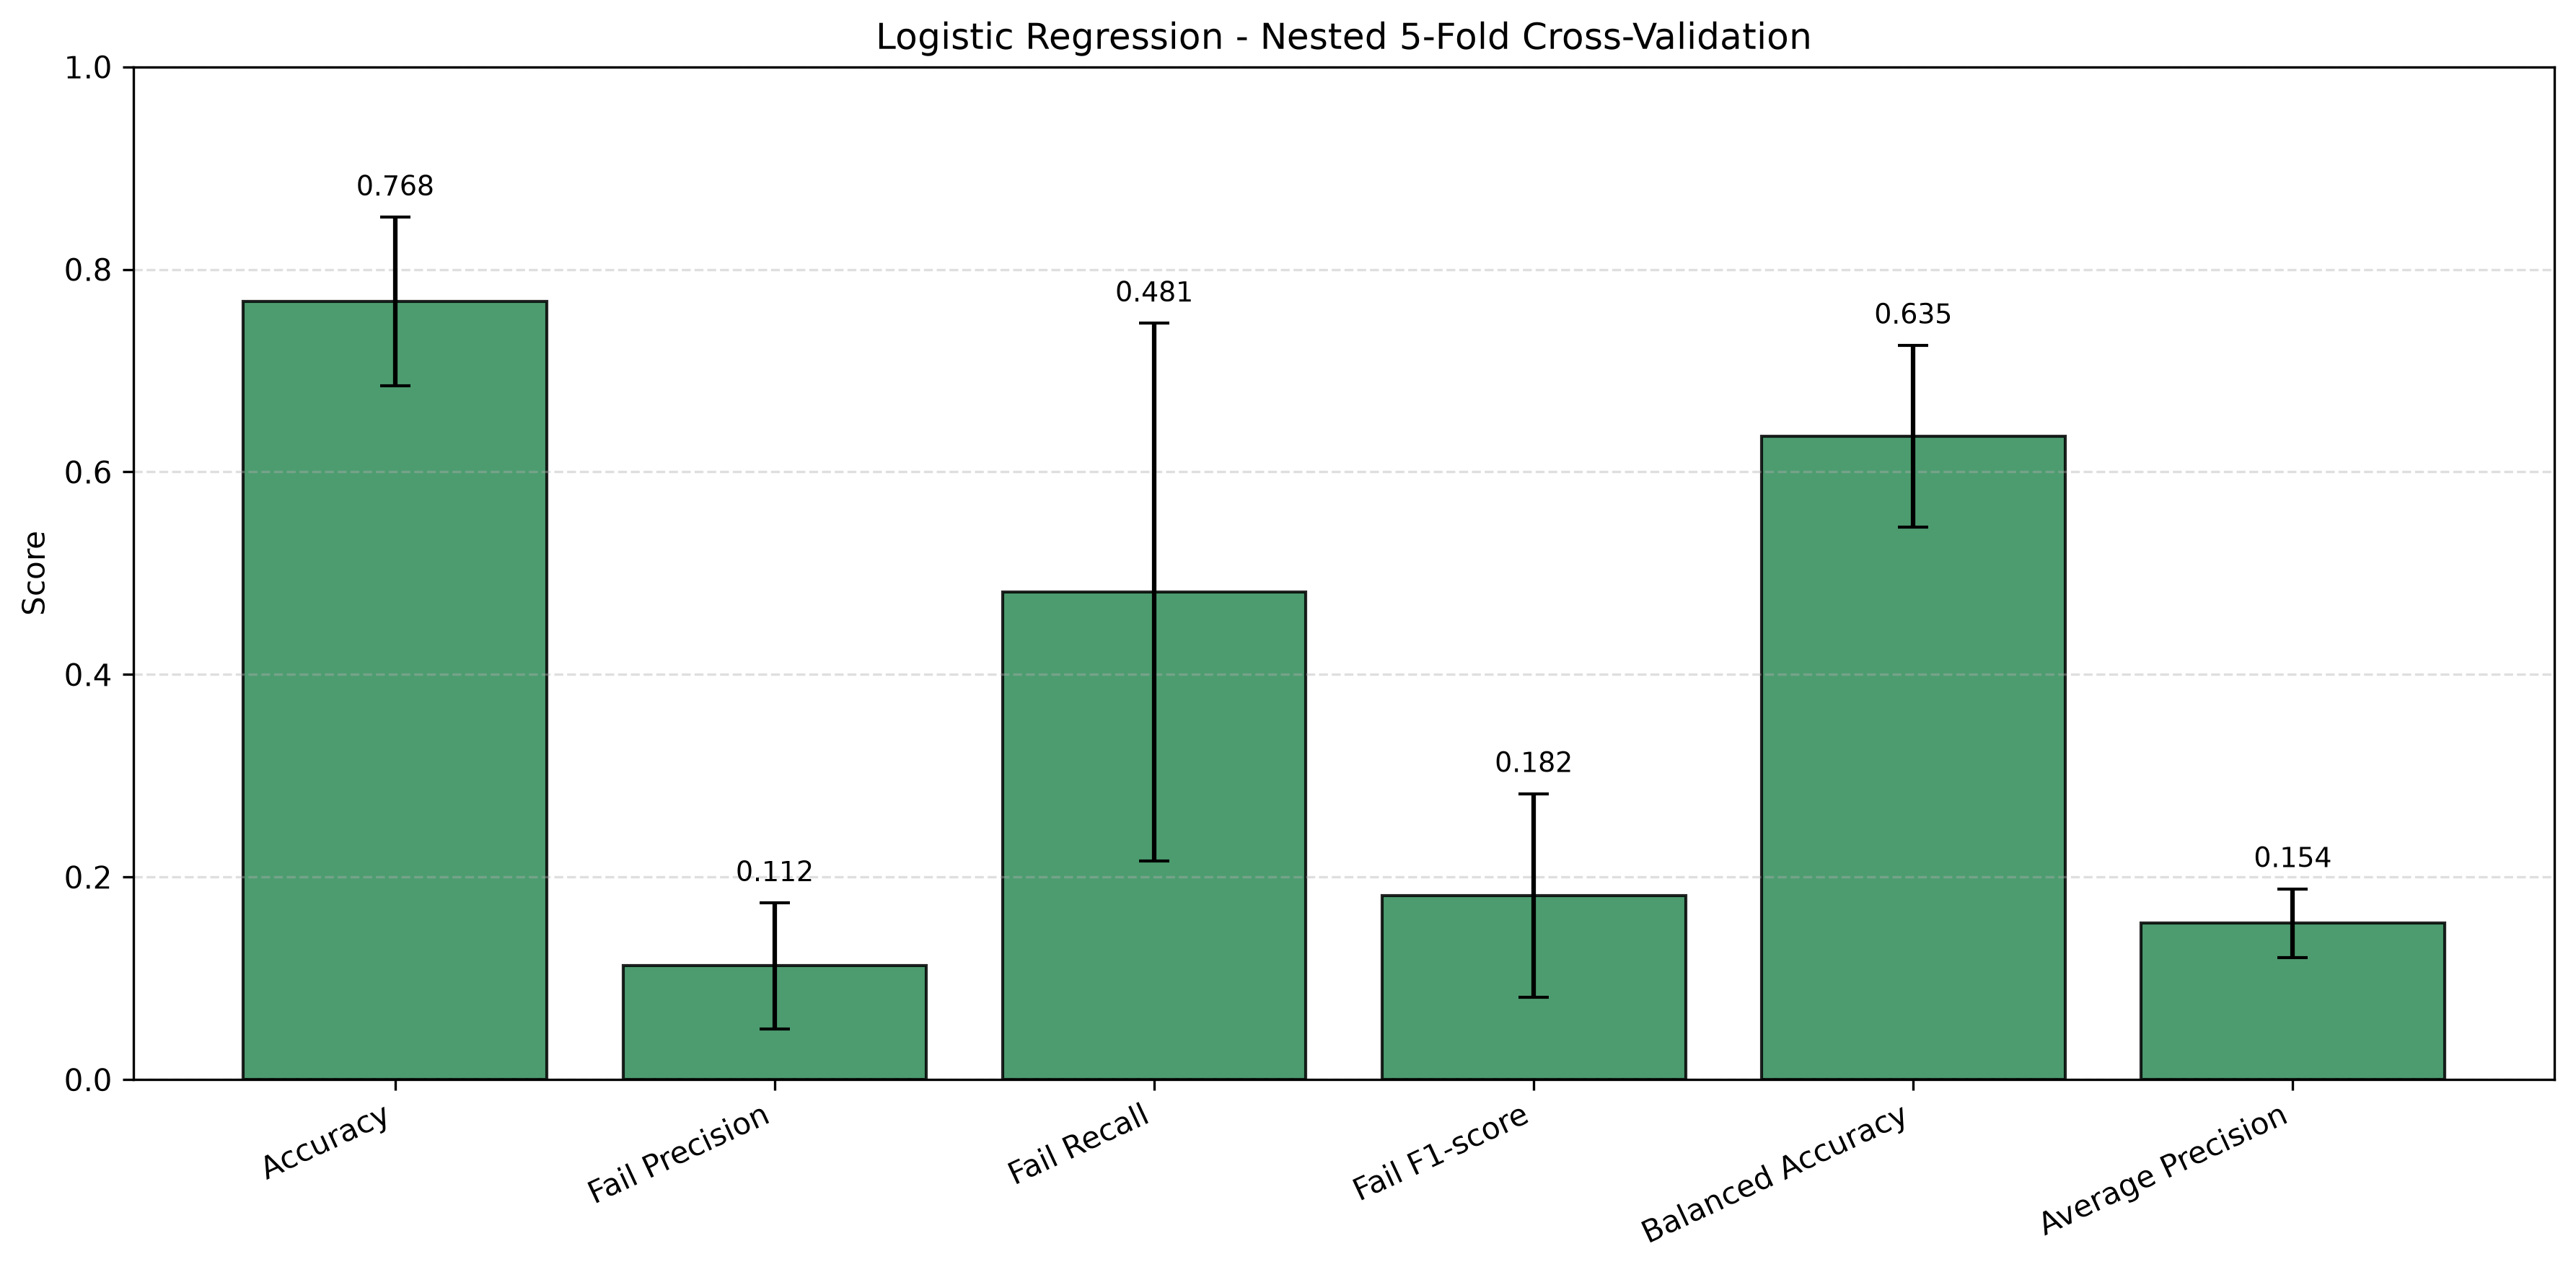 Logistic Regression - Nested 5-Fold Cross-Validation
1.0
0.8
0.6
0.4
0.2
0.0
Score
0.768
0.112
0.481
0.182
0.635
0.154
Accuracy
Fail Precision
Fail Recall
Fail F1-score
Balanced Accuracy
Average Precision